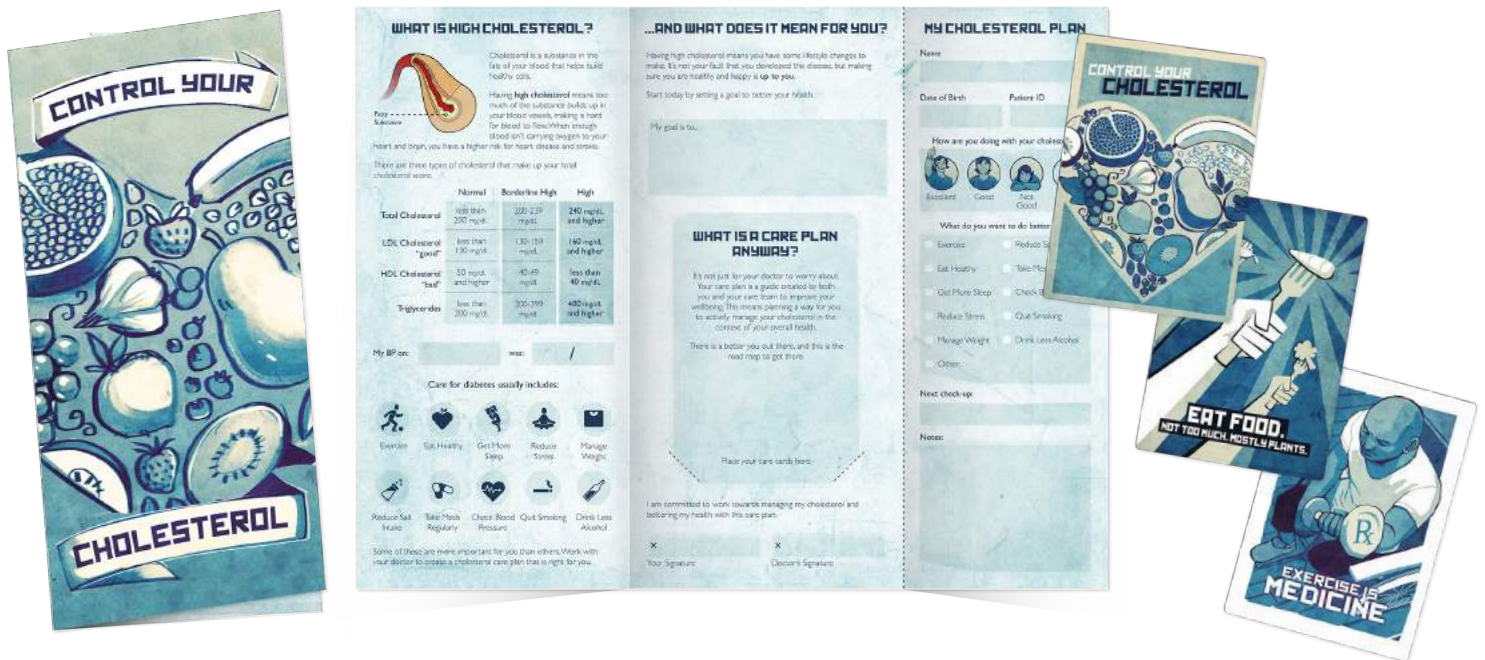 CONTROL YOUR
CHOLESTEROL
WHAT IS HIGH CHOLESTEROL?
Cholesterol is a substance in the
fats of your blood that helps build
healthy cells.
Having high cholesterol means too
much of the substance builds up in
your blood vessels, making is hard
for blood to flow. When enough
blood isn't carrying oxygen to your
heart and brain, you have a higher risk for heart disease and stroke.
Fatty
Substance
There are three types of cholesterol that make up your total
cholesterol score.
Normal Borderline High High
Total Cholesterol less than 200 mg/dL 200-239 mg/dL 240 mg/dL and higher
LDL Cholesterol "good" less than 130 mg/dL 130-159 mg/dL 160 mg/dL and higher
HDL Cholesterol "bad" 50 mg/dL and higher 40-49 mg/dL less than 40 mg/dL
Triglycerides less than 200 mg/dL 200-399 mg/dL 400 mg/dL and higher
My BP on: was: /
Care for diabetes usually includes:
Exercise
Eat Healthy
Get More
Sleep
Reduce
Stress
Manage
Weight
Reduce Salt
Intake
Take Meds
Regularly
Check Blood
Pressure
Quit Smoking
Drink Less
Alcohol
Some of these are more important for you than others. Work with
your doctor to create a cholesterol care plan that is right for you.
...AND WHAT DOES IT MEAN FOR YOU?
Having high cholesterol means you have some lifestyle changes to
make. It's not your fault that you developed this disease, but making
sure you are healthy and happy is up to you.
Start today by setting a goal to better your health.
My goal is to...
WHAT IS A CARE PLAN
ANYWAY?
It's not just for your doctor to worry about.
Your care plan is a guide created by both
you and your care team to improve your
wellbeing. This means planning a way for you
to actively manage your cholesterol in the
context of your overall health.
There is a better you out there, and this is the
road map to get there.
Place your care cards here
I am committed to work towards managing my cholesterol and
bettering my health with this care plan.
x x
Your Signature Doctor's Signature
MY CHOLESTEROL PLAN
Name
Date of Birth Patient ID
How are you doing with your choleste
Excellent
Good
Not
Good
What do you want to do better
Exercise
Eat Healthy
Get More Sleep
Reduce Stress
Manage Weight
Other:
Reduce Sa
Take Me
Check B
Quit Smoking
Drink Less Alcohol
Next check-up:
Notes:
CONTROL YOUR
CHOLESTEROL
EAT FOOD.
NOT TOO MUCH. MOSTLY PLANTS.
Rx
EXERCISE IS
MEDICINE